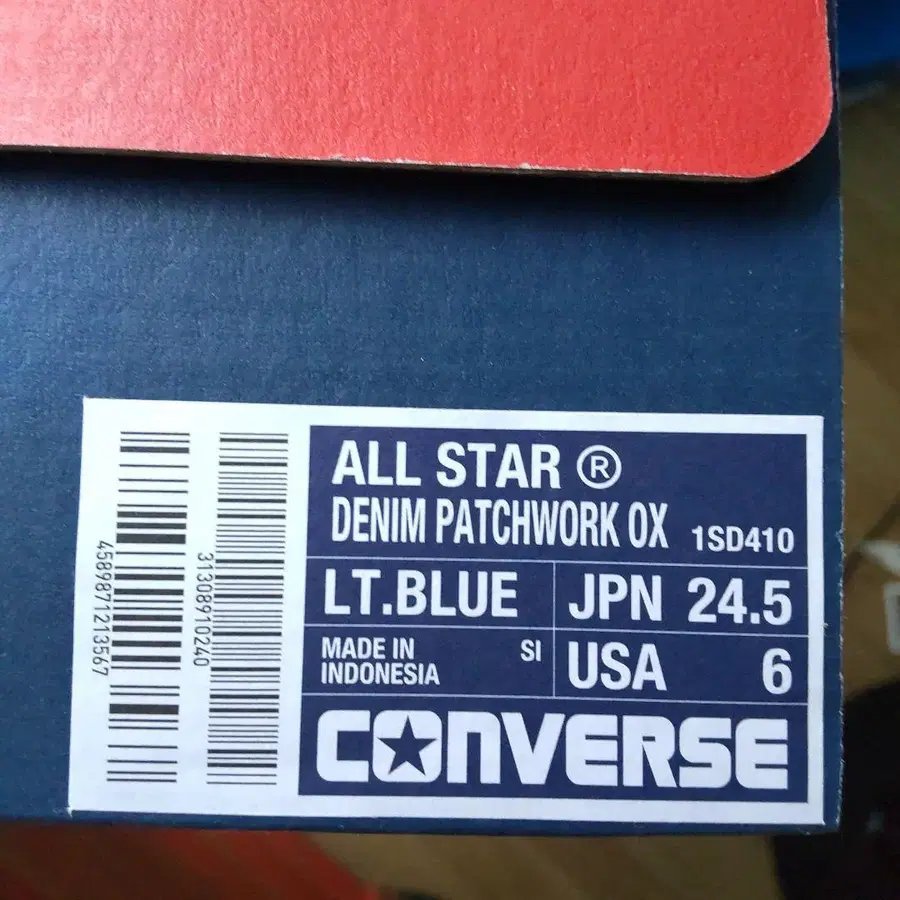 4589871213567
31308910240
ALL STAR ®
DENIM PATCHWORK OX 1SD410
LT.BLUE JPN 24.5
MADE IN INDONESIA SI USA 6
CONVERSE